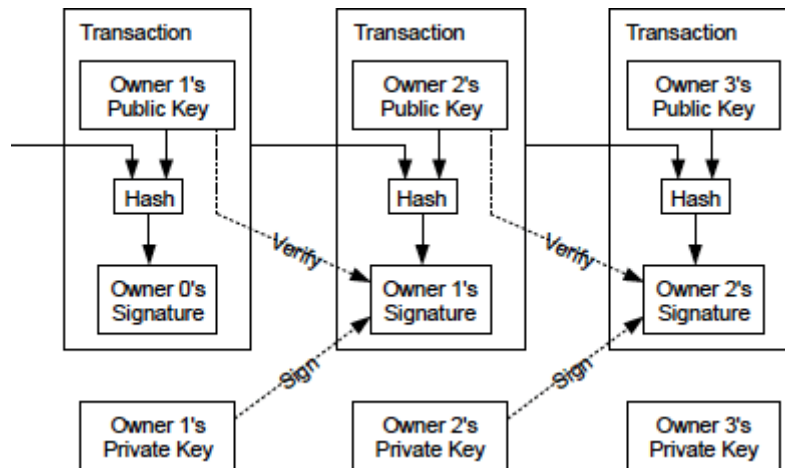 Transaction
Transaction
Transaction
Owner 1's
Public Key
Owner 2's
Public Key
Owner 3's
Public Key
Hash
Hash
Hash
Verify
Verify
Owner 0's
Signature
Owner 1's
Signature
Owner 2's
Signature
Sign
Sign
Owner 1's
Private Key
Owner 2's
Private Key
Owner 3's
Private Key